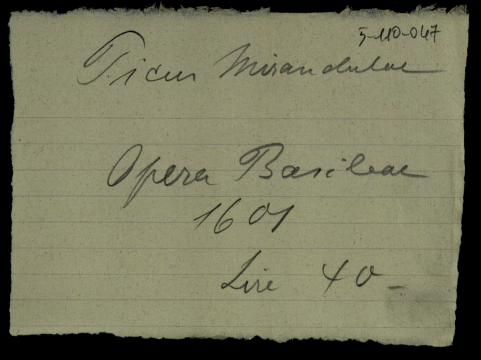 5-110-047
Picus Mirandulae
Opera Basileae
1601
Lire 40-